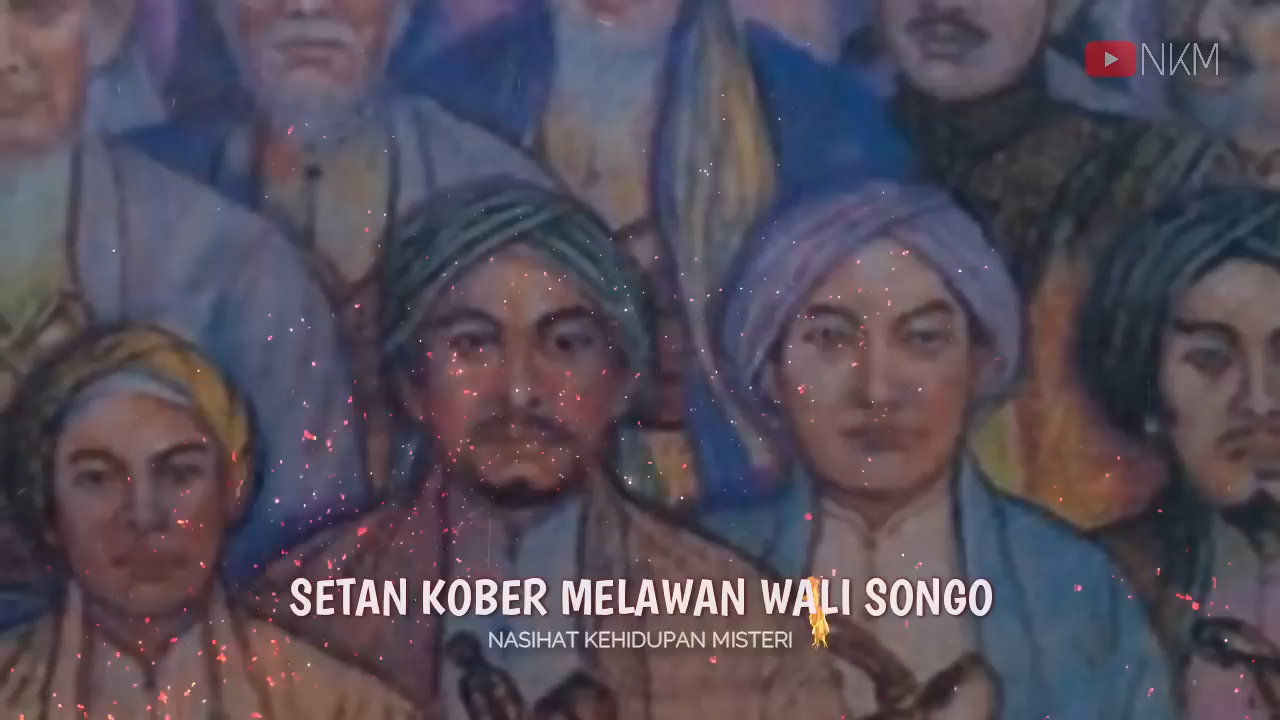 NKM
SETAN KOBER MELAWAN WALI SONGO
NASIHAT KEHIDUPAN MISTERI